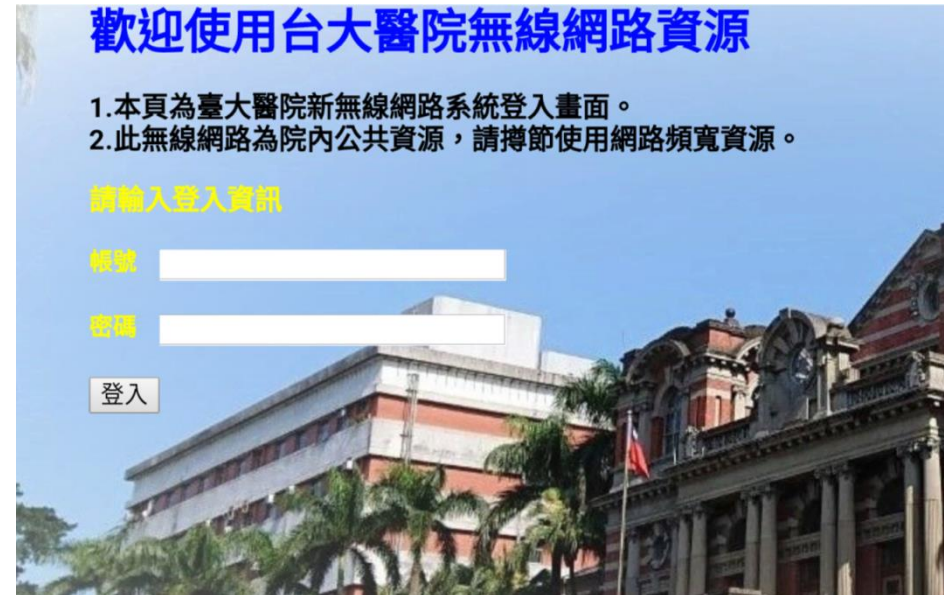 歡迎使用台大醫院無線網路資源
1.本頁為臺大醫院新無線網路系統登入畫面。
2.此無線網路為院內公共資源，請撙節使用網路頻寬資源。
請輸入登入資訊
帳號
密碼
登入